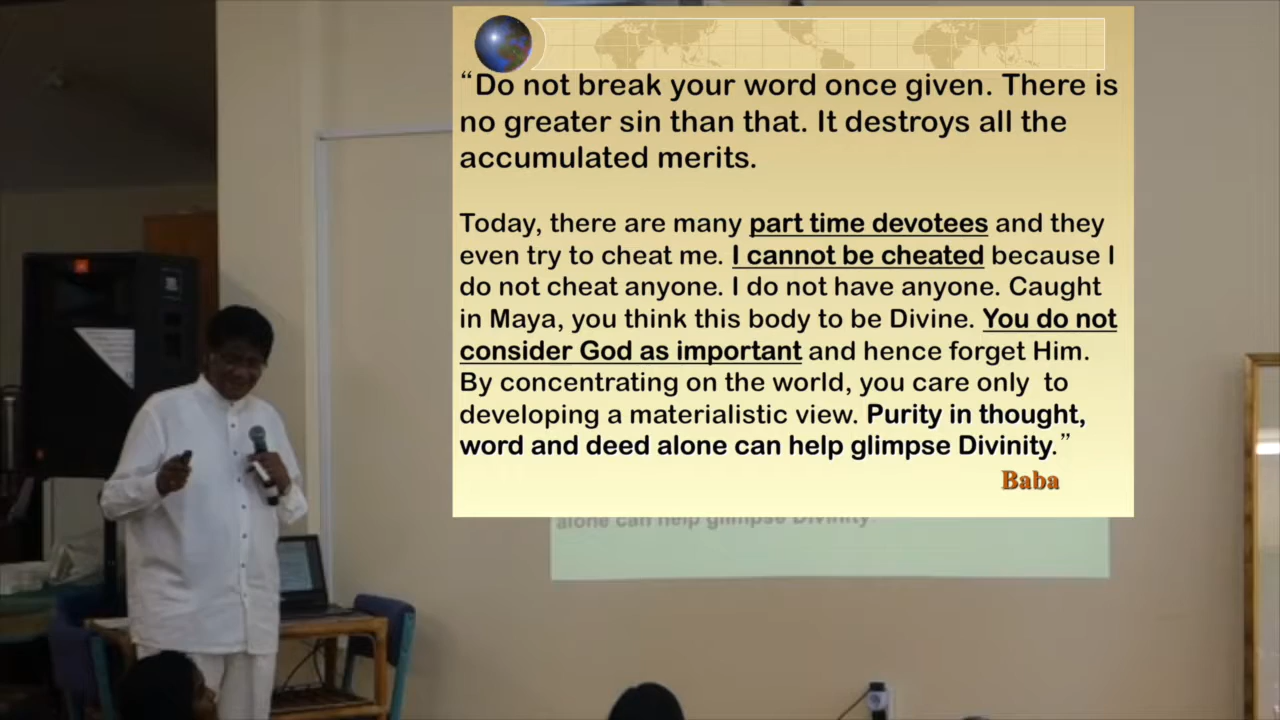 “Do not break your word once given. There is
no greater sin than that. It destroys all the
accumulated merits.
Today, there are many part time devotees and they
even try to cheat me. I cannot be cheated because I
do not cheat anyone. I do not have anyone. Caught
in Maya, you think this body to be Divine. You do not
consider God as important and hence forget Him.
By concentrating on the world, you care only to
developing a materialistic view. Purity in thought,
word and deed alone can help glimpse Divinity.”
Baba
alone can help glimpse Divinity.